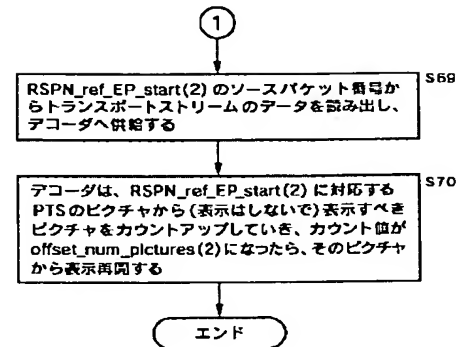 1
S69
RSPN_ref_EP_start(2) のソースパケット番号か
らトランスポートストリームのデータを読み出し、
デコーダへ供給する
S70
デコーダは、RSPN_ref_EP_start(2) に対応する
PTSのピクチャから(表示はしないで)表示すべき
ピクチャをカウントアップしていき、カウント値が
offset_num_pictures(2)になったら、そのピクチャ
から表示再開する
エンド